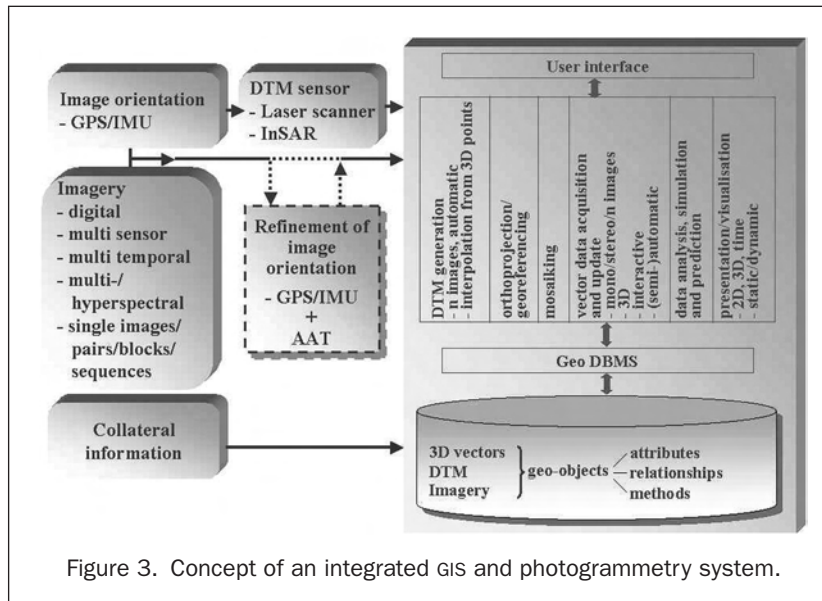 Image orientation
- GPS/IMU
DTM sensor
- Laser scanner
- InSAR
Imagery
- digital
- multi sensor
- multi temporal
- multi-/
hyperspectral
- single images/
pairs/blocks/
sequences
Refinement of
image
orientation
- GPS/IMU
+
AAT
Collateral
information
User interface
DTM generation
- n images, automatic
- interpolation from 3D points
orthoprojection/
georeferencing
mosaiking
vector data acquisition
and update
- mono/stereo/n images
- 3D
- interactive
- (semi-)automatic
data analysis, simulation
and prediction
presentation/visualisation
- 2D, 3D, time
- static/dynamic
Geo DBMS
3D vectors
DTM
Imagery
geo-objects
attributes
relationships
methods
Figure 3. Concept of an integrated GIS and photogrammetry system.